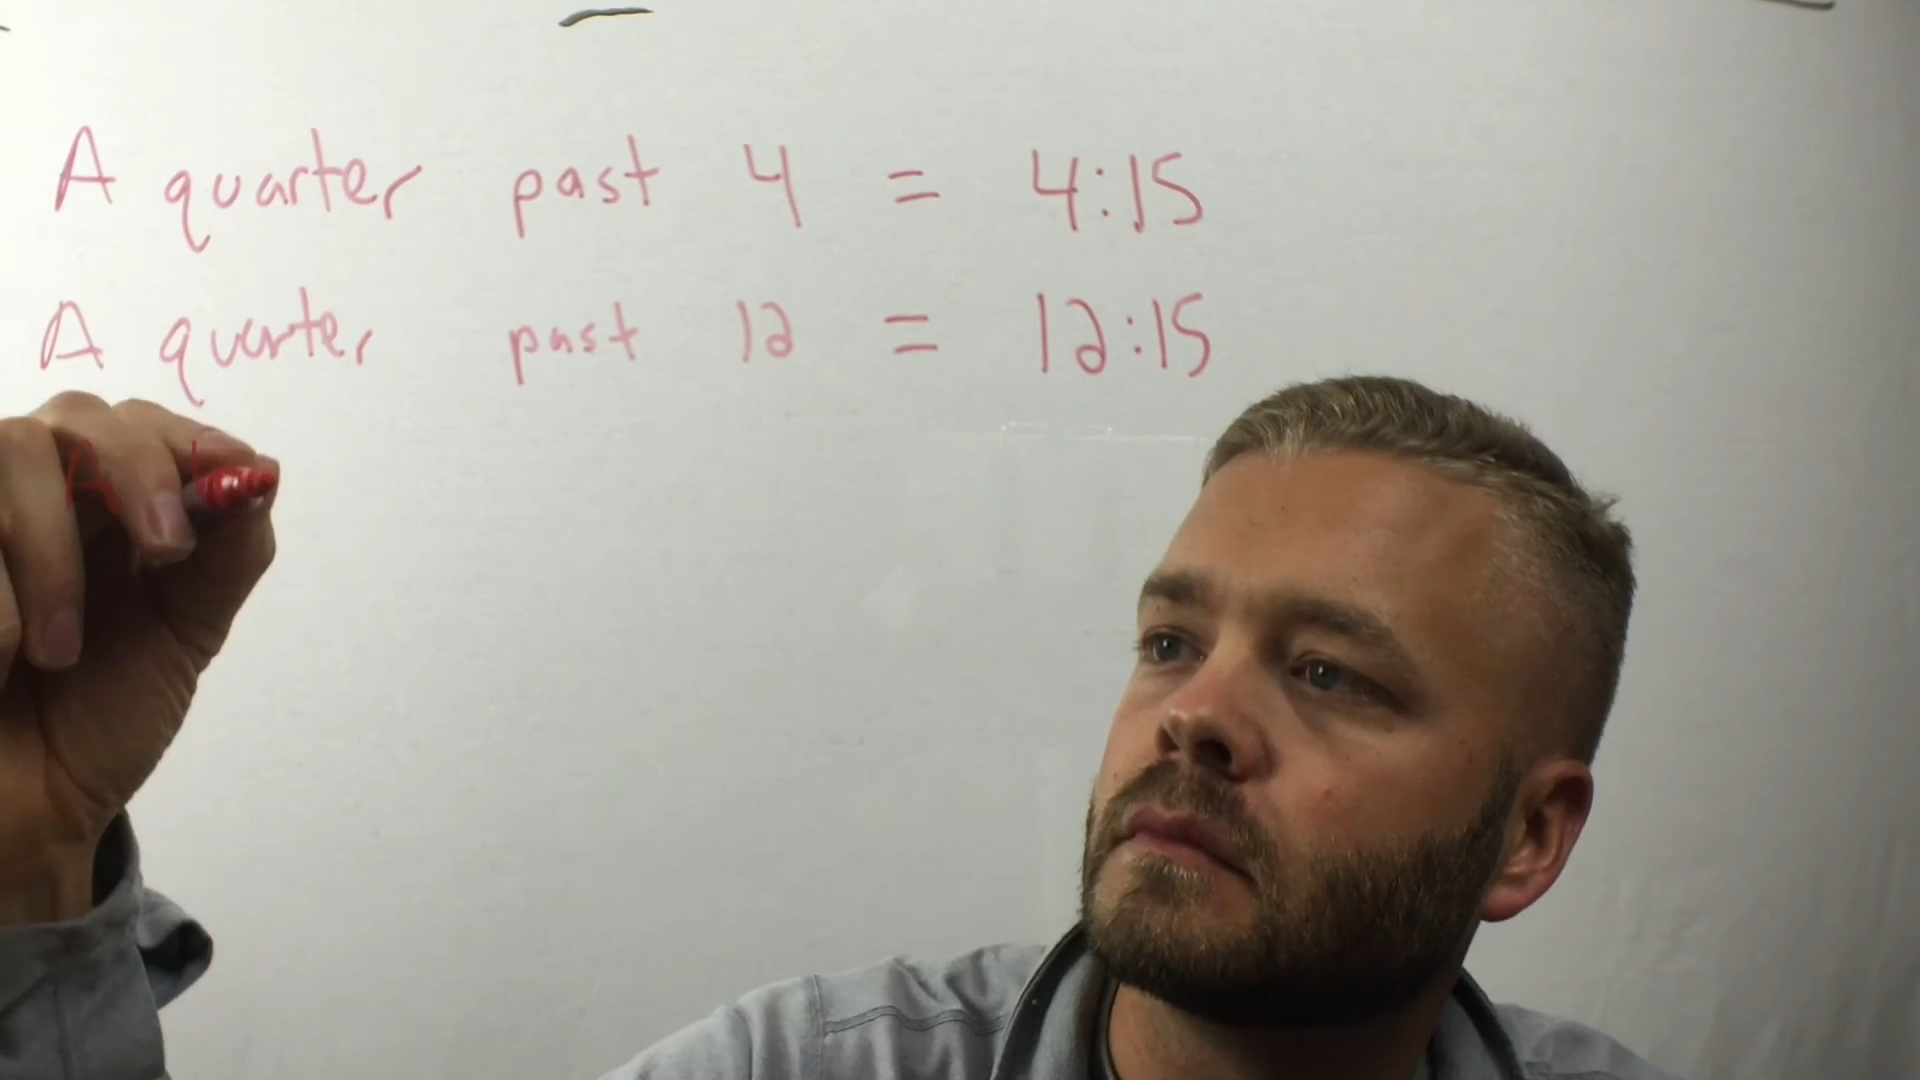 A quarter past 4 = 4:15
A quarter past 12 = 12:15
A